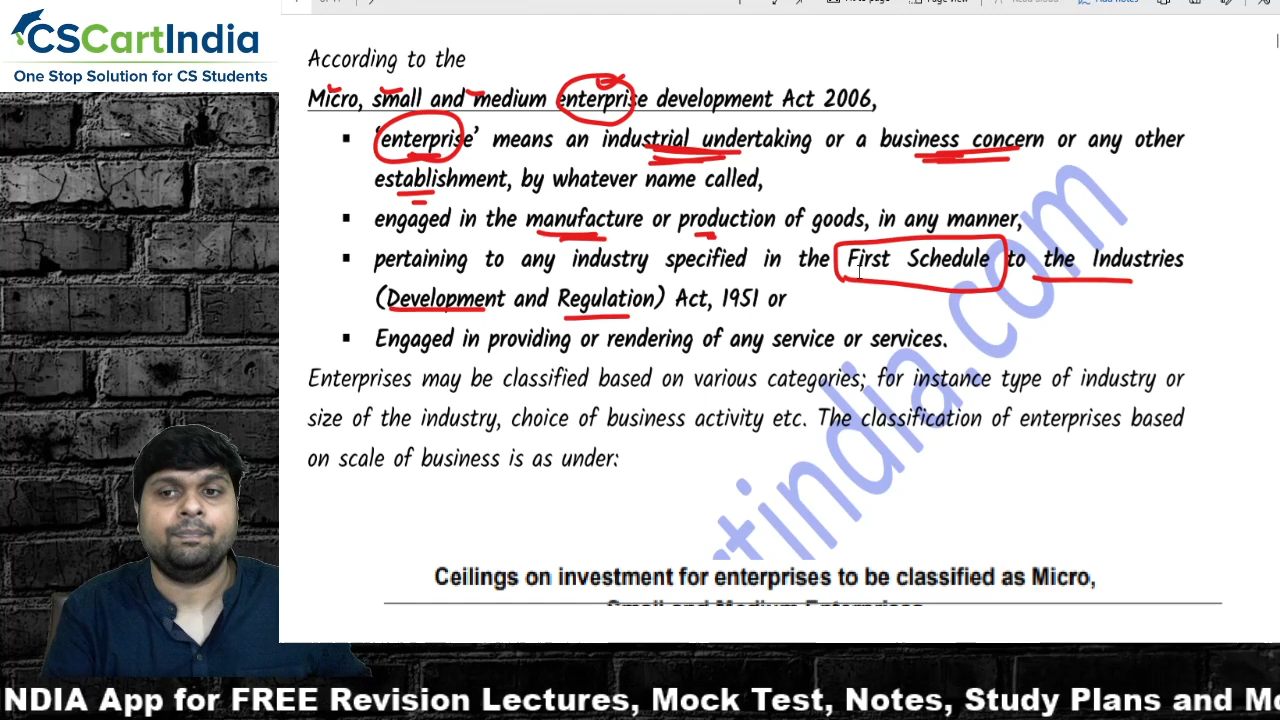 CSCartIndia
One Stop Solution for CS Students
According to the
Micro, small and medium enterprise development Act 2006,
▪ 'enterprise' means an industrial undertaking or a business concern or any other
establishment, by whatever name called,
▪ engaged in the manufacture or production of goods, in any manner,
▪ pertaining to any industry specified in the First Schedule to the Industries
(Development and Regulation) Act, 1951 or
▪ Engaged in providing or rendering of any service or services.
Enterprises may be classified based on various categories; for instance type of industry or
size of the industry, choice of business activity etc. The classification of enterprises based
on scale of business is as under:
tindia.com
Ceilings on investment for enterprises to be classified as Micro,
Small and Medium Enterprises
NDIA App for FREE Revision Lectures, Mock Test, Notes, Study Plans and Mo